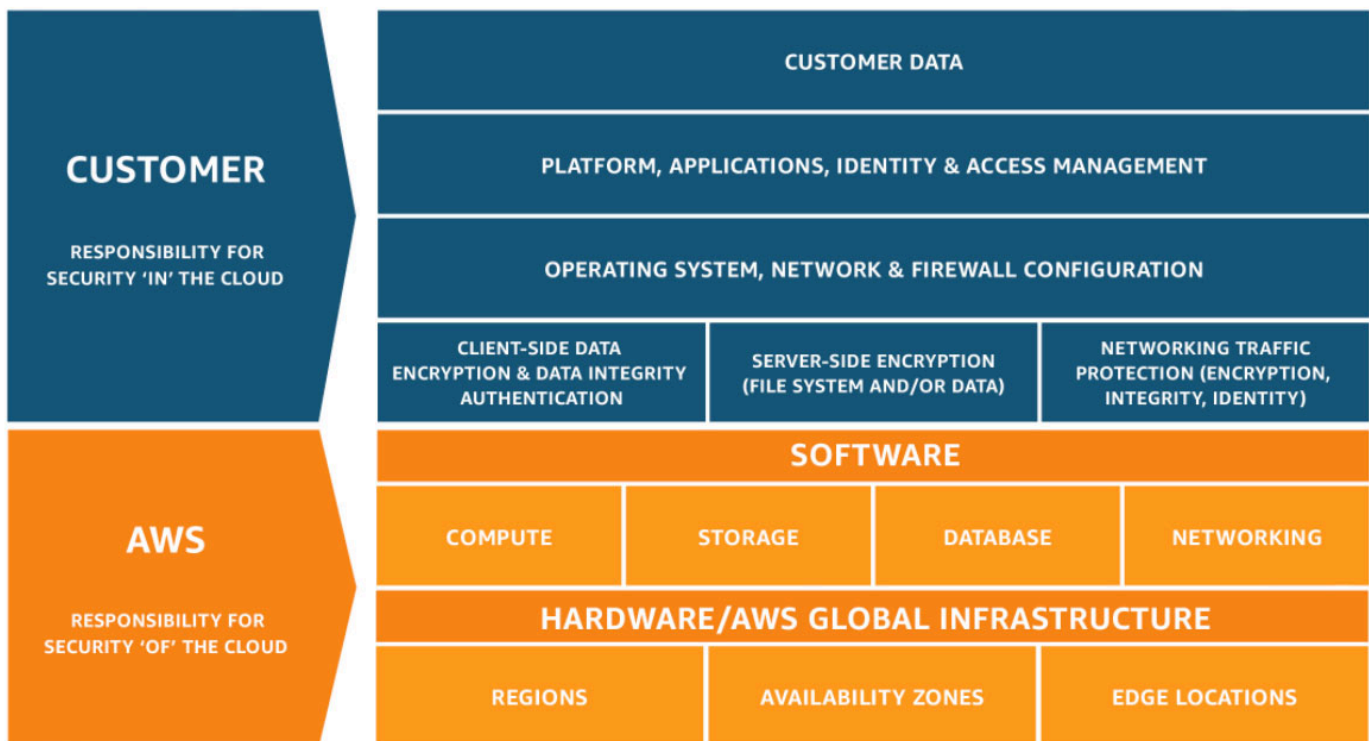 CUSTOMER
RESPONSIBILITY FOR
SECURITY ‘IN’ THE CLOUD
CUSTOMER DATA
PLATFORM, APPLICATIONS, IDENTITY & ACCESS MANAGEMENT
OPERATING SYSTEM, NETWORK & FIREWALL CONFIGURATION
CLIENT-SIDE DATA
ENCRYPTION & DATA INTEGRITY
AUTHENTICATION
SERVER-SIDE ENCRYPTION
(FILE SYSTEM AND/OR DATA)
NETWORKING TRAFFIC
PROTECTION (ENCRYPTION,
INTEGRITY, IDENTITY)
AWS
RESPONSIBILITY FOR
SECURITY ‘OF’ THE CLOUD
SOFTWARE
COMPUTE
STORAGE
DATABASE
NETWORKING
HARDWARE/AWS GLOBAL INFRASTRUCTURE
REGIONS
AVAILABILITY ZONES
EDGE LOCATIONS